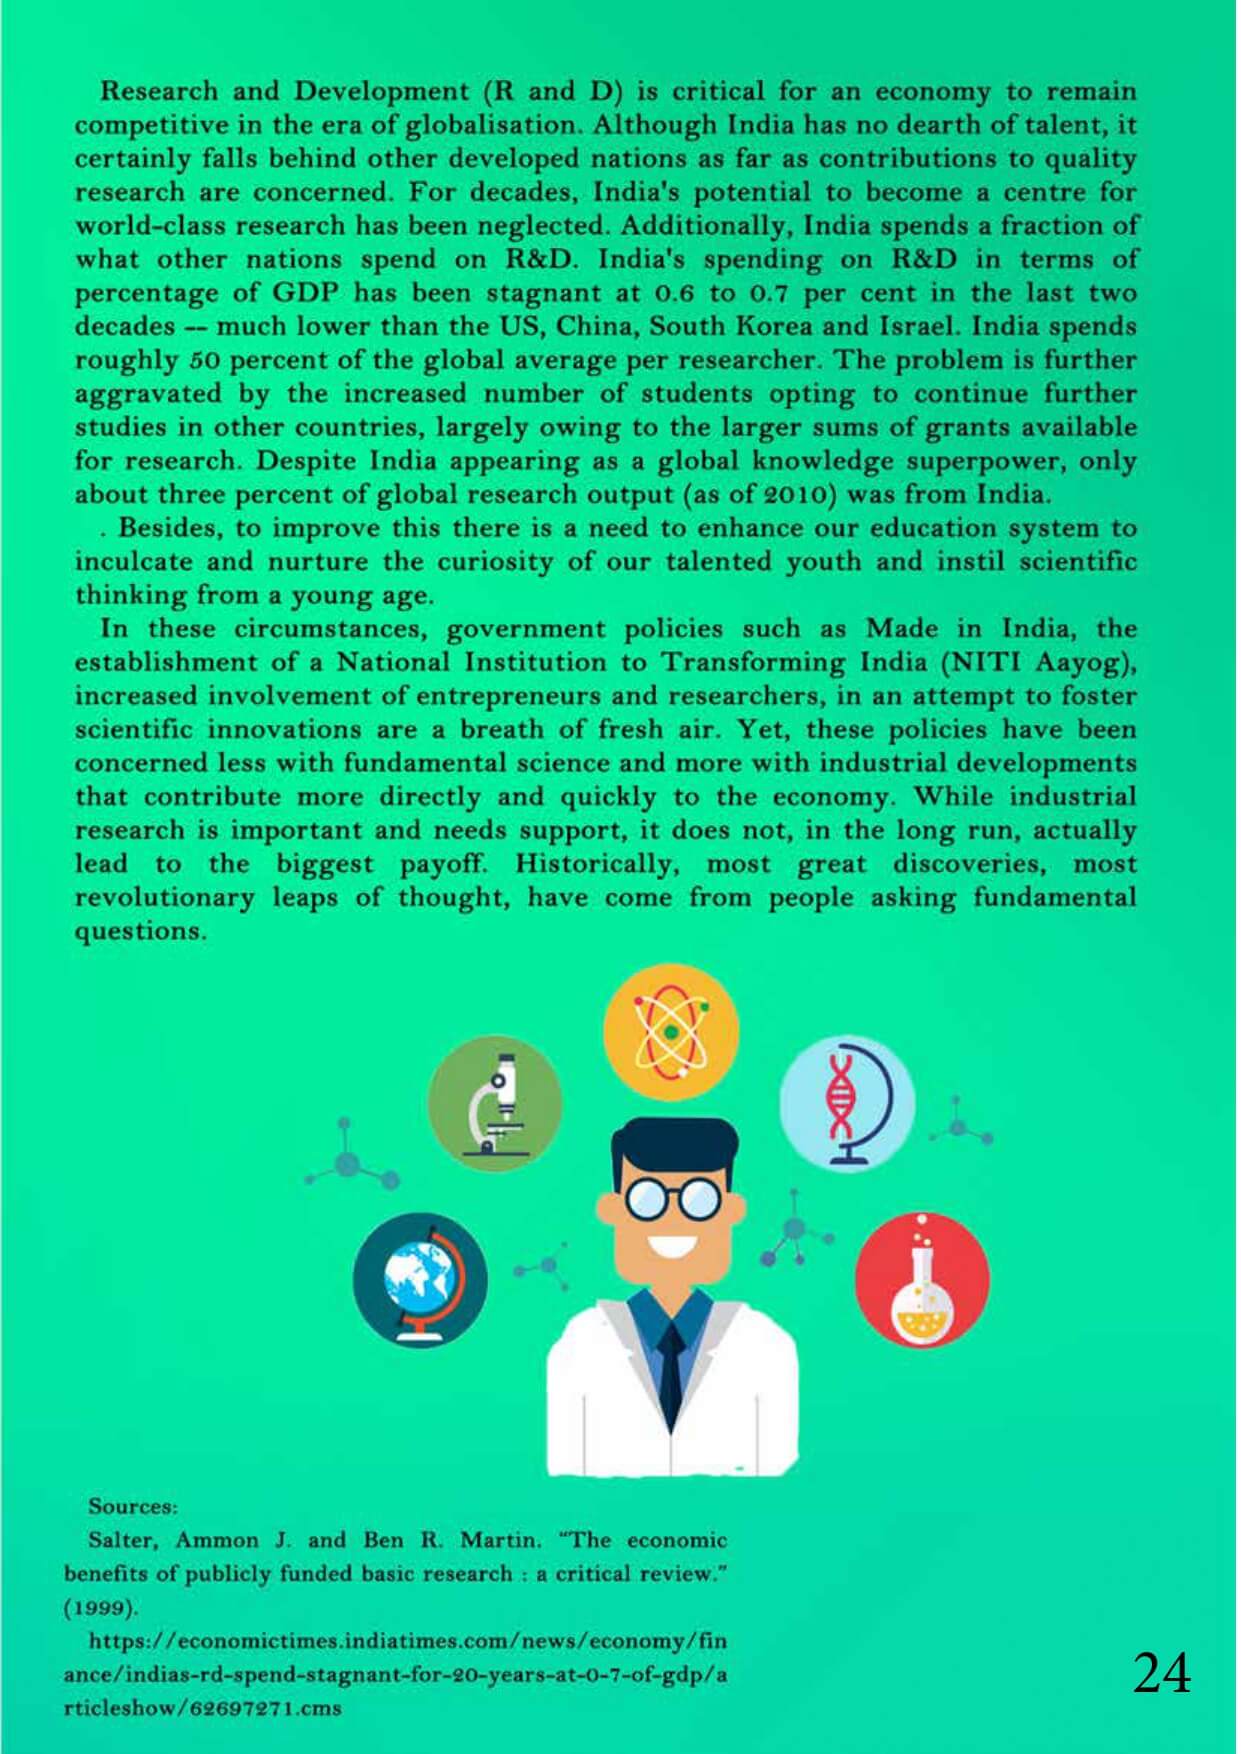 Research and Development (R and D) is critical for an economy to remain
competitive in the era of globalisation. Although India has no dearth of talent, it
certainly falls behind other developed nations as far as contributions to quality
research are concerned. For decades, India's potential to become a centre for
world-class research has been neglected. Additionally, India spends a fraction of
what other nations spend on R&D. India's spending on R&D in terms of
percentage of GDP has been stagnant at 0.6 to 0.7 per cent in the last two
decades -- much lower than the US, China, South Korea and Israel. India spends
roughly 50 percent of the global average per researcher. The problem is further
aggravated by the increased number of students opting to continue further
studies in other countries, largely owing to the larger sums of grants available
for research. Despite India appearing as a global knowledge superpower, only
about three percent of global research output (as of 2010) was from India.
. Besides, to improve this there is a need to enhance our education system to
inculcate and nurture the curiosity of our talented youth and instil scientific
thinking from a young age.
In these circumstances, government policies such as Made in India, the
establishment of a National Institution to Transforming India (NITI Aayog),
increased involvement of entrepreneurs and researchers, in an attempt to foster
scientific innovations are a breath of fresh air. Yet, these policies have been
concerned less with fundamental science and more with industrial developments
that contribute more directly and quickly to the economy. While industrial
research is important and needs support, it does not, in the long run, actually
lead to the biggest payoff. Historically, most great discoveries, most
revolutionary leaps of thought, have come from people asking fundamental
questions.
Sources:
Salter, Ammon J. and Ben R. Martin. “The economic
benefits of publicly funded basic research : a critical review.”
(1999).
https://economictimes.indiatimes.com/news/economy/fin
ance/indias-rd-spend-stagnant-for-20-years-at-0-7-of-gdp/a
rticleshow/62697271.cms
24